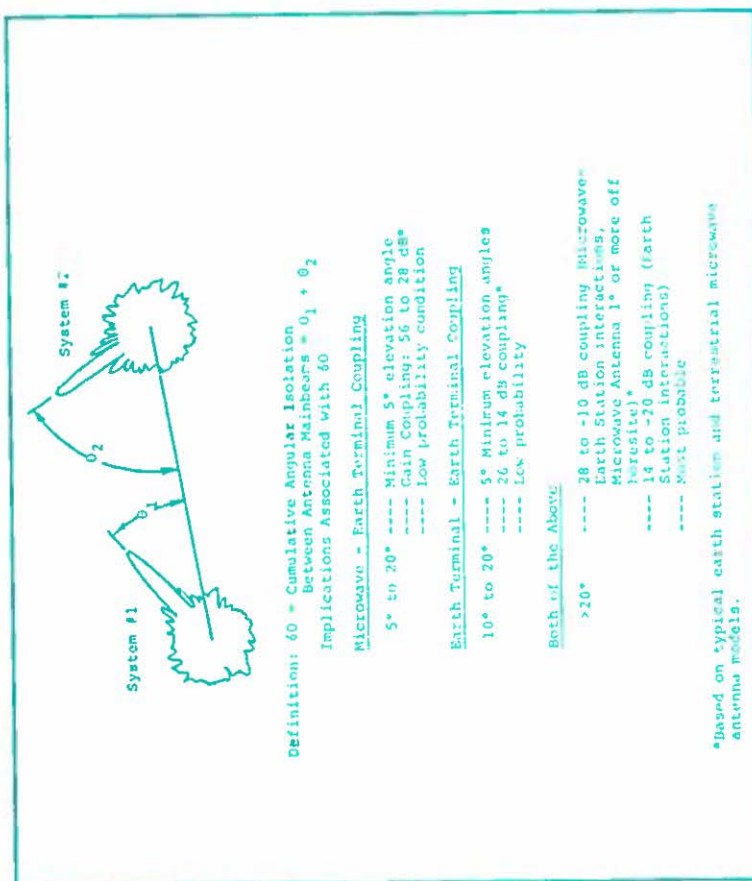 System #1
System #2
θ1
θ2
Definition: 60 = Cumulative Angular Isolation
Between Antenna Mainbears = θ1 + θ2
Implications Associated with 60
Microwave - Earth Terminal Coupling
5° to 20° ---- Minimum 5° elevation angle
---- Gain Coupling: 56 to 28 dB*
---- Low probability condition
Earth Terminal - Earth Terminal Coupling
10° to 20° ---- 5° Minimum elevation angles
---- 26 to 14 dB coupling*
---- Low probability
Both of the Above
>20° ---- 28 to -10 dB coupling (Microwave-
Earth Station interactions,
Microwave Antenna 1° or more off
boresite)*
---- 14 to -20 dB coupling (Earth
Station interactions)
---- Most probable
*Based on typical earth station and terrestrial microwave
antenna models.